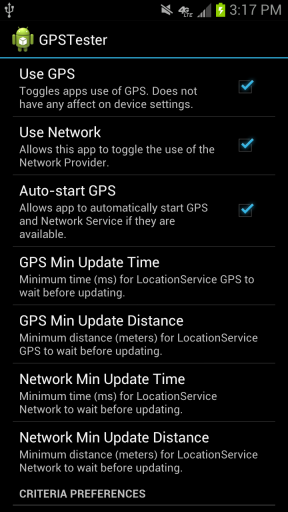 4G LTE 3:17 PM
GPSTester
Use GPS
Toggles apps use of GPS. Does not
have any affect on device settings.
Use Network
Allows this app to toggle the use of the
Network Provider.
Auto-start GPS
Allows app to automatically start GPS
and Network Service if they are
available.
GPS Min Update Time
Minimum time (ms) for LocationService GPS to
wait before updating.
GPS Min Update Distance
Minimum distance (meters) for LocationService
GPS to wait before updating.
Network Min Update Time
Minimum time (ms) for LocationService
Network to wait before updating.
Network Min Update Distance
Minimum distance (meters) for LocationService
Network to wait before updating.
CRITERIA PREFERENCES